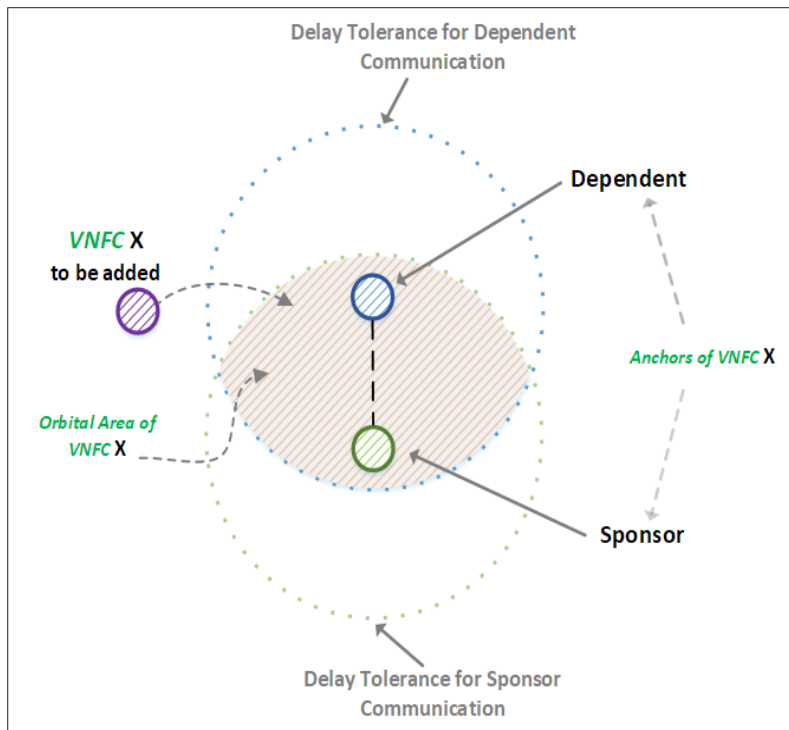 Delay Tolerance for Dependent
Communication
Dependent
VNFC X
to be added
Anchors of VNFC X
Orbital Area of
VNFC X
Sponsor
Delay Tolerance for Sponsor
Communication